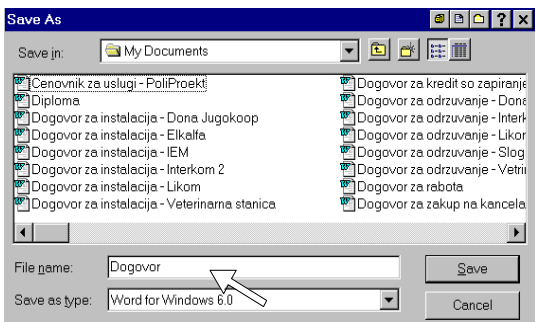 Save As
Save in: My Documents
Cenovnik za uslugi - PoliProekt
Diploma
Dogovor za instalacija - Dona Jugokoop
Dogovor za instalacija - Elkalfa
Dogovor za instalacija - IEM
Dogovor za instalacija - Interkom 2
Dogovor za instalacija - Likom
Dogovor za instalacija - Veterinarna stanica
Dogovor za kredit so zapiranje
Dogovor za odrzuvanje - Dona
Dogovor za odrzuvanje - Interk
Dogovor za odrzuvanje - Likor
Dogovor za odrzuvanje - Slog
Dogovor za odrzuvanje - Vetri
Dogovor za rabota
Dogovor za zakup na kancela
File name: Dogovor Save
Save as type: Word for Windows 6.0 Cancel